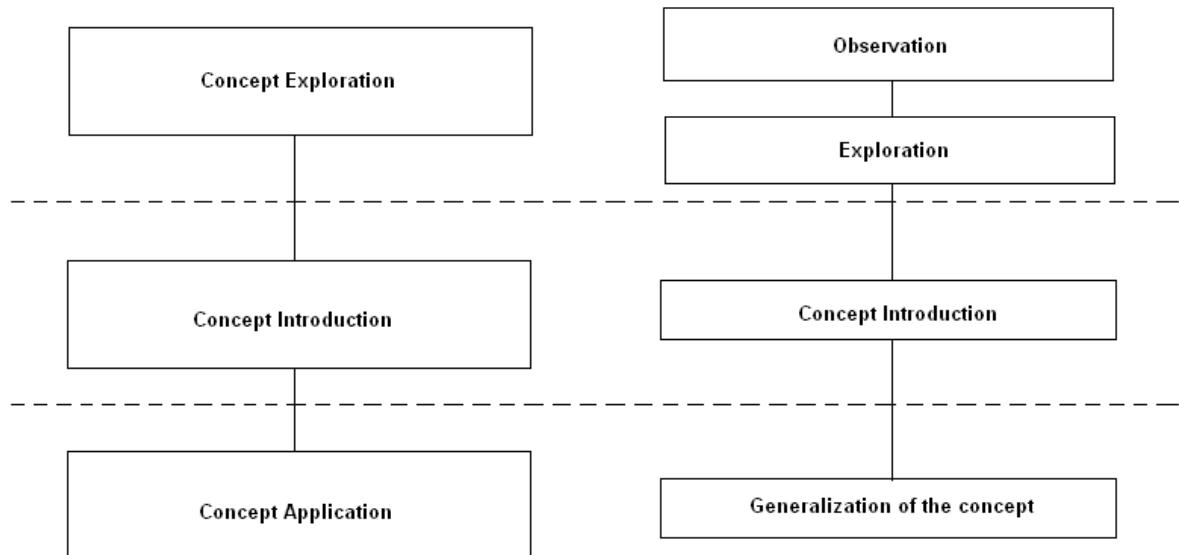 Concept Exploration
Observation
Exploration
Concept Introduction
Concept Introduction
Concept Application
Generalization of the concept